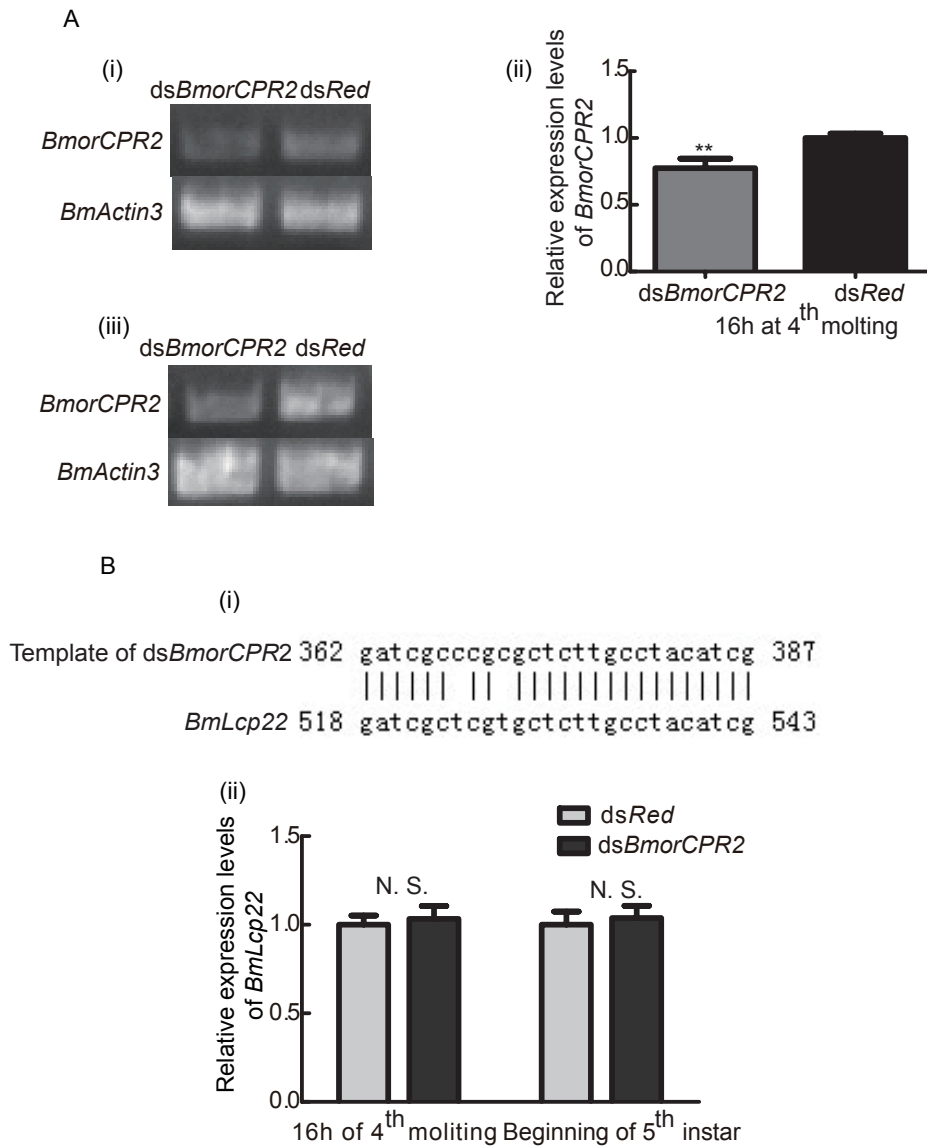 A
(i)
dsBmorCPR2 dsRed
BmorCPR2
BmActin3
(ii)
Relative expression levels
of BmorCPR2
1.5
1.0
0.5
0.0
**
dsBmorCPR2 dsRed
16h at 4th molting
(iii)
dsBmorCPR2 dsRed
BmorCPR2
BmActin3
B
(i)
Template of dsBmorCPR2 362 gatcgcccgcgctcttgcctacatcg 387
BmLcp22 518 gatcgctcgtgctcttgcctacatcg 543
(ii)
dsRed
dsBmorCPR2
Relative expression levels
of BmLcp22
1.5
1.0
0.5
0.0
N. S.
N. S.
16h of 4th moliting Beginning of 5th instar